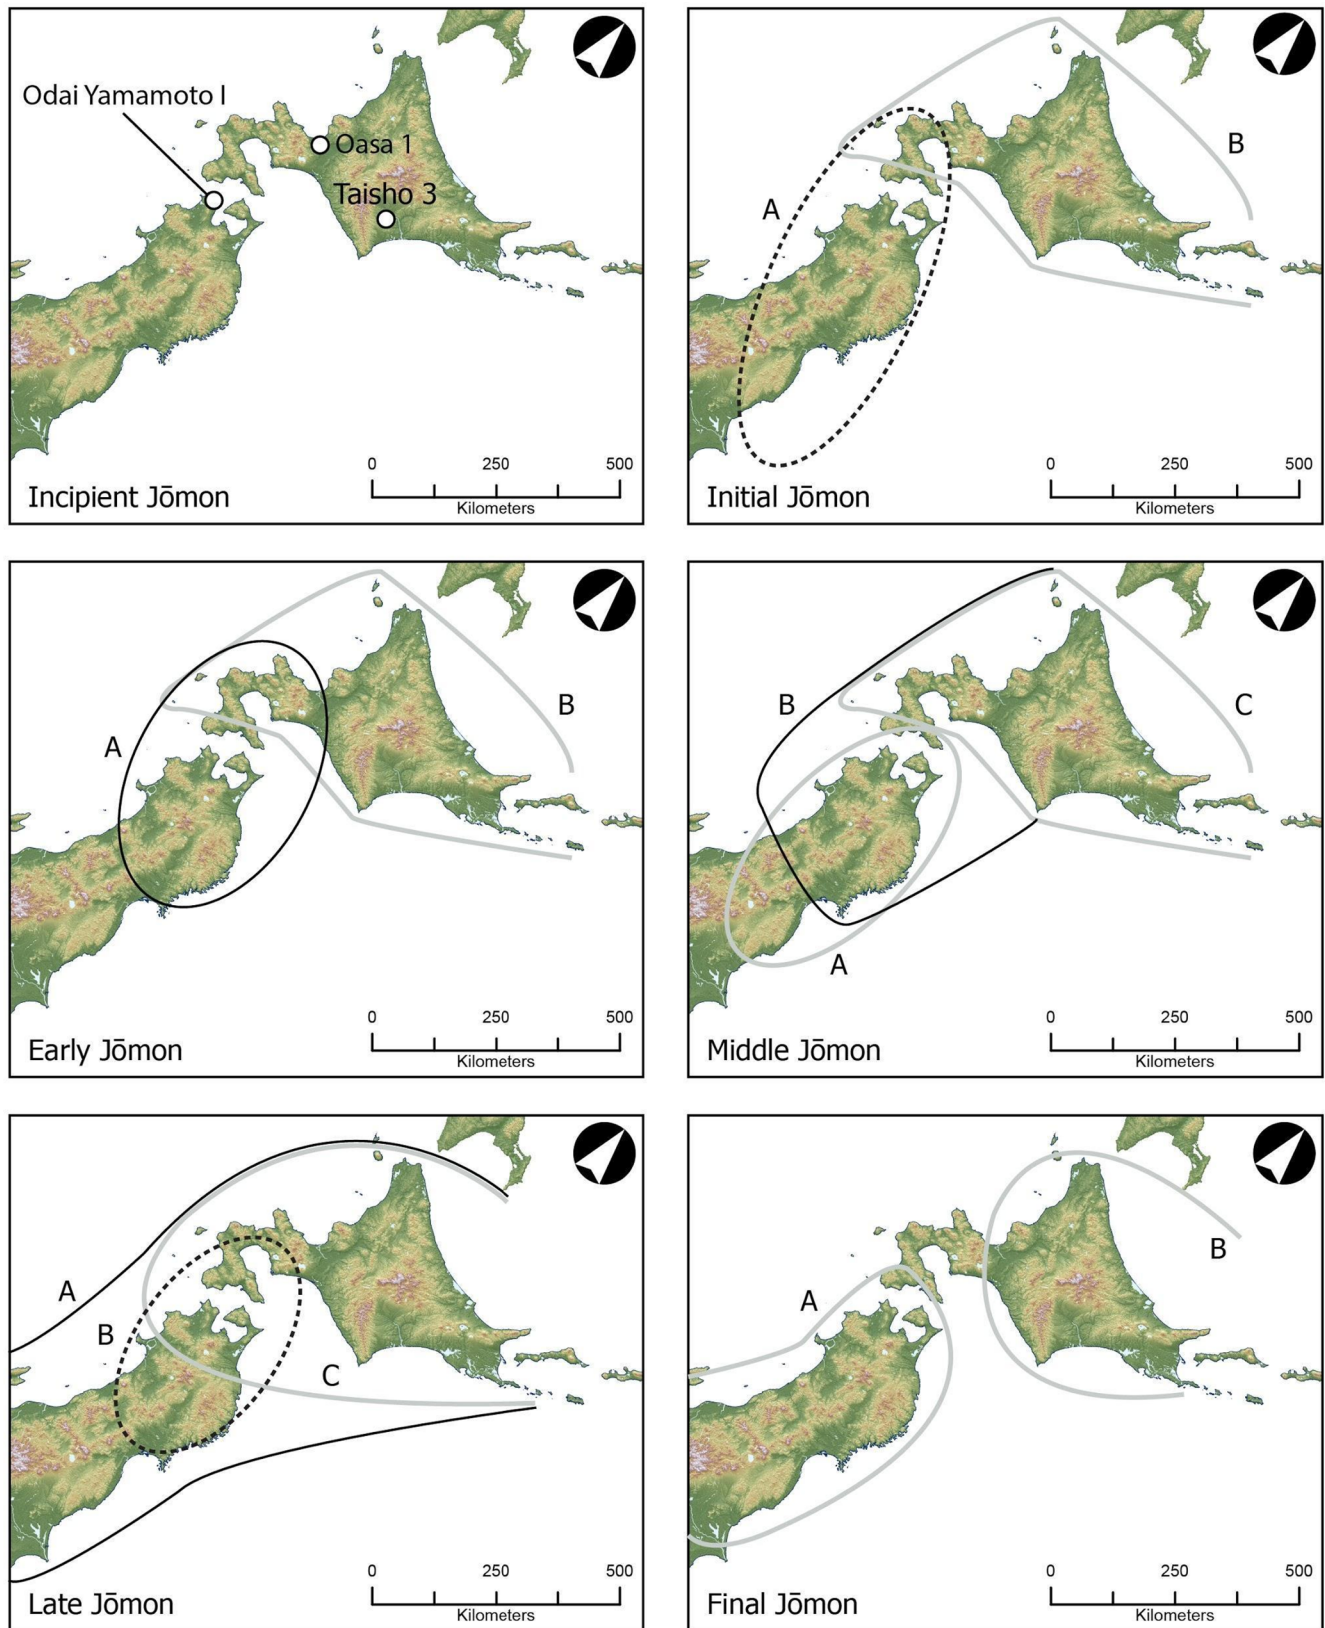 Odai Yamamoto I
Oasa 1
Taisho 3
0 250 500
Kilometers
Incipient Jōmon
B
A
0 250 500
Kilometers
Initial Jōmon
B
A
0 250 500
Kilometers
Early Jōmon
B
C
A
0 250 500
Kilometers
Middle Jōmon
A
B
C
0 250 500
Kilometers
Late Jōmon
B
A
0 250 500
Kilometers
Final Jōmon